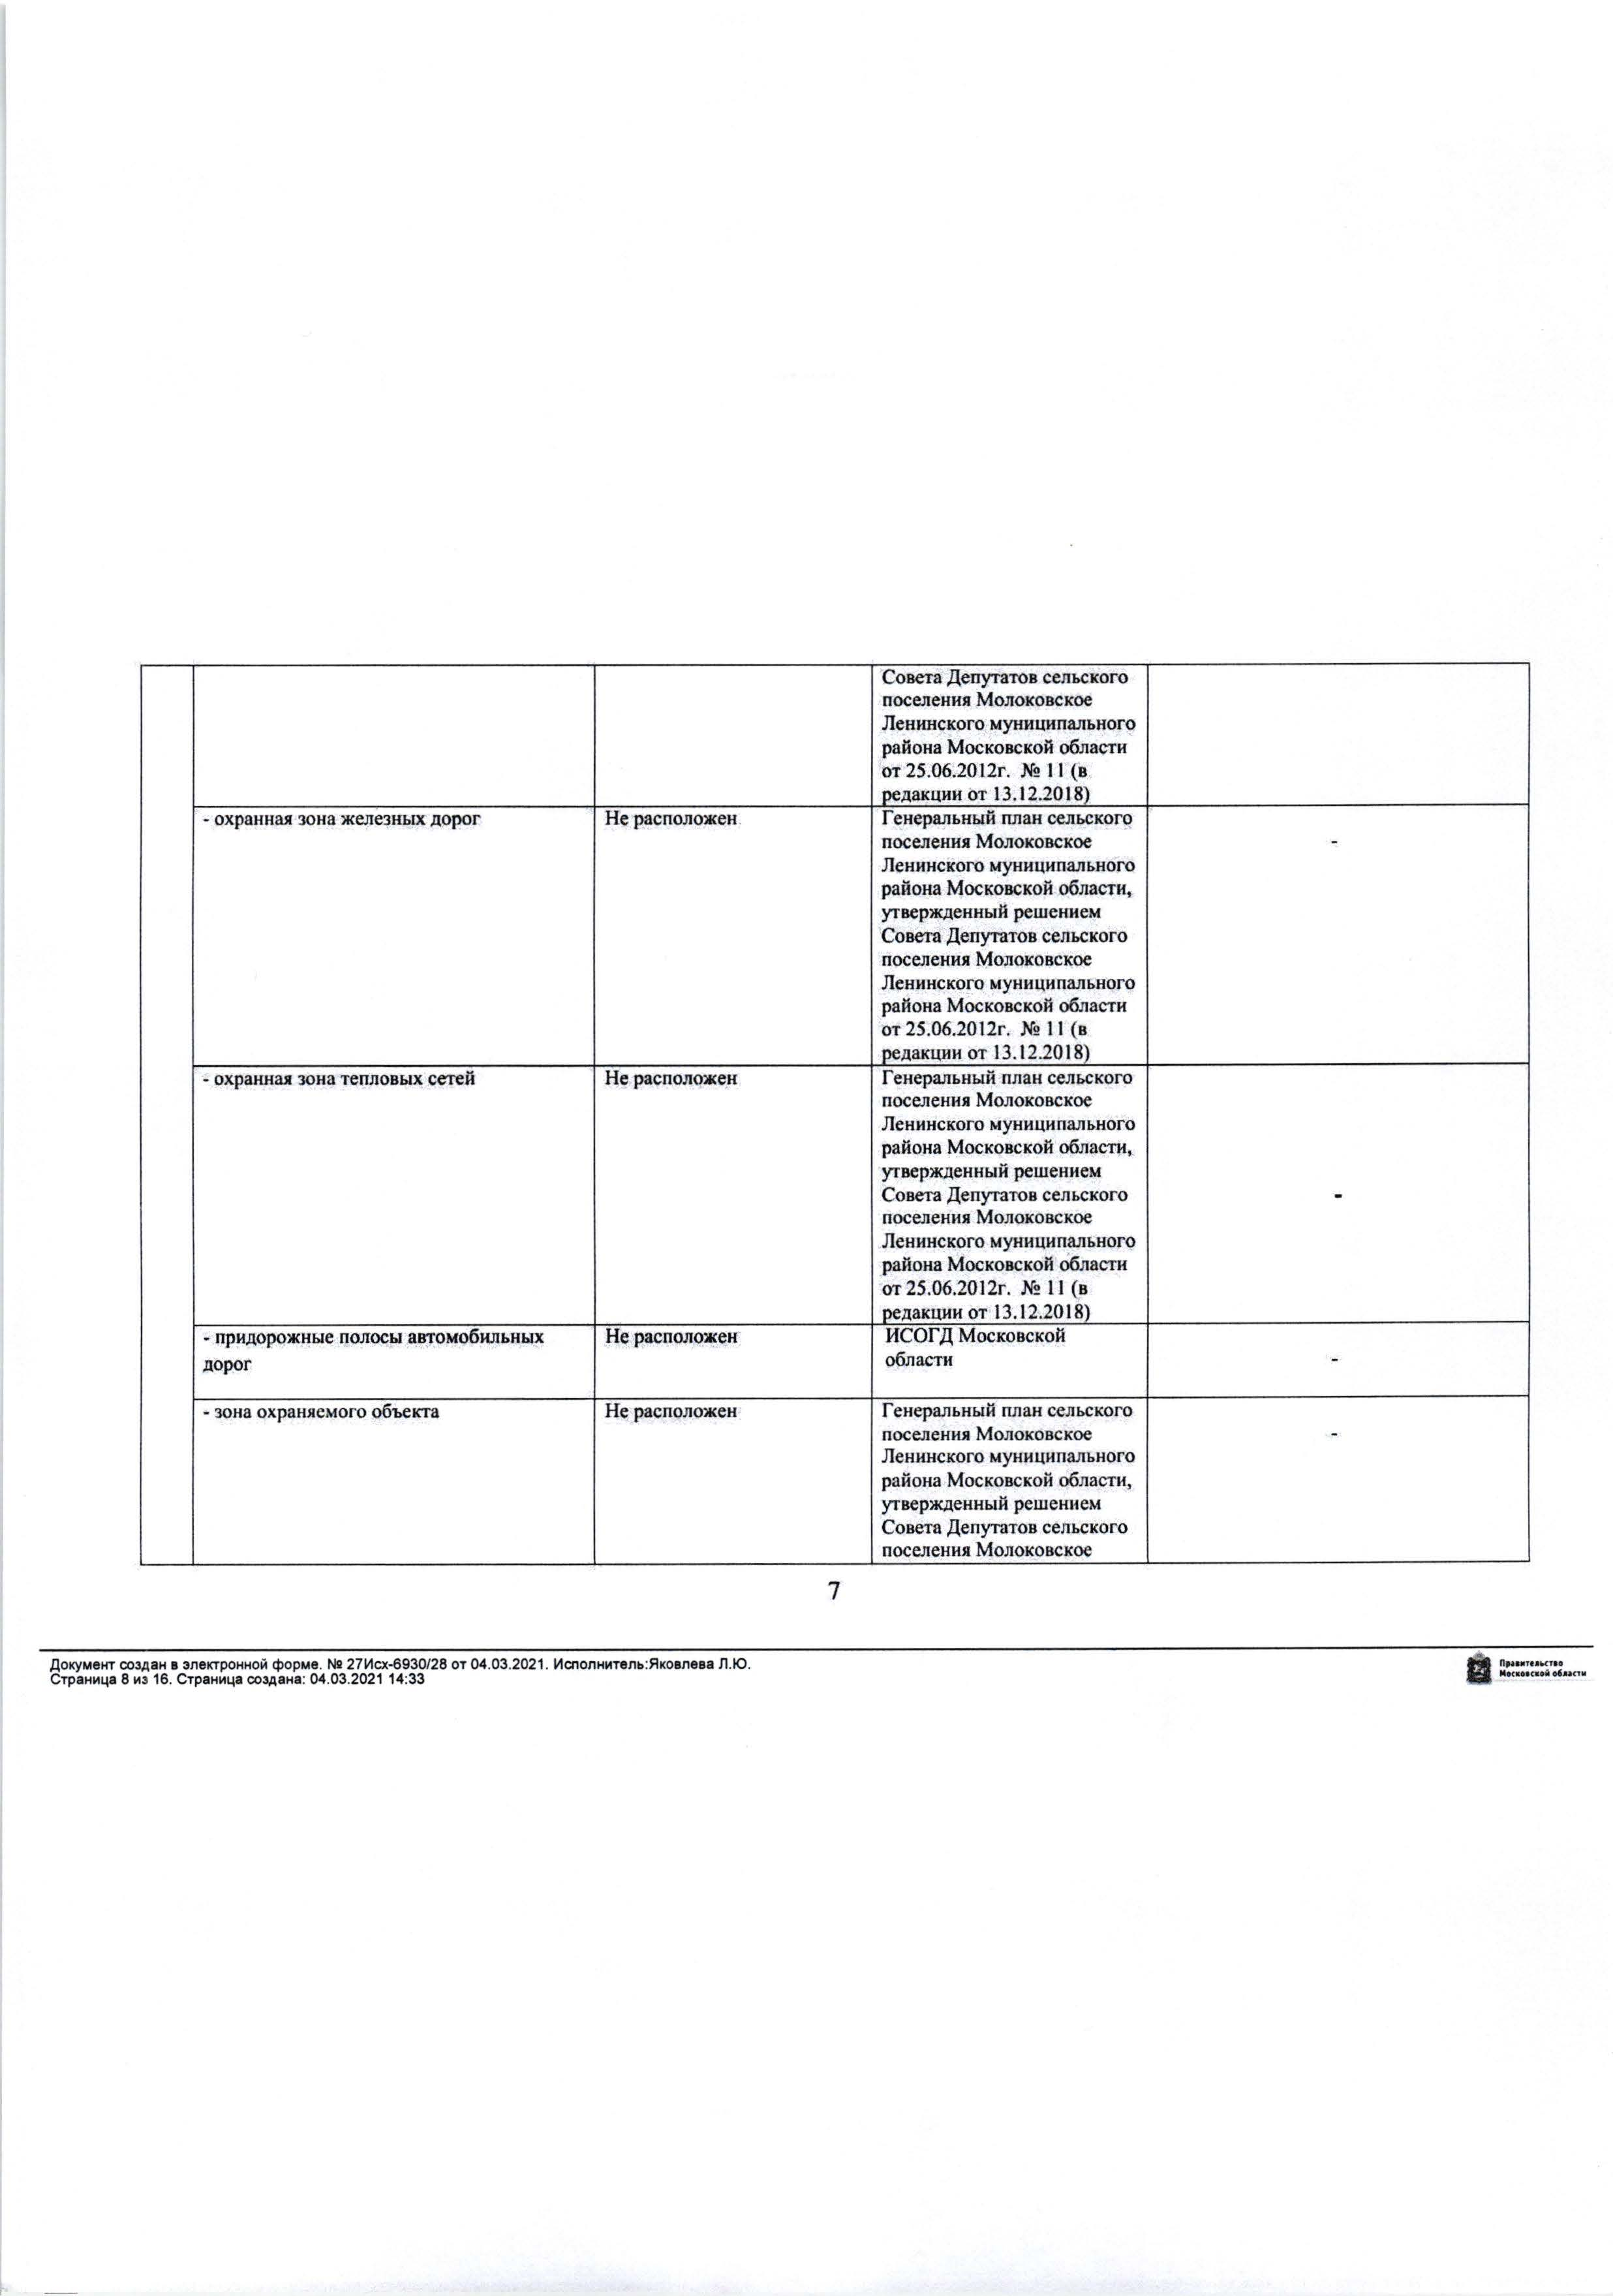 Совета Депутатов сельского
поселения Молоковское
Ленинского муниципального
района Московской области
от 25.06.2012г. № 11 (в
редакции от 13.12.2018)
- охранная зона железных дорог
Не расположен
Генеральный план сельского
поселения Молоковское
Ленинского муниципального
района Московской области,
утвержденный решением
Совета Депутатов сельского
поселения Молоковское
Ленинского муниципального
района Московской области
от 25.06.2012г. № 11 (в
редакции от 13.12.2018)
-
- охранная зона тепловых сетей
Не расположен
Генеральный план сельского
поселения Молоковское
Ленинского муниципального
района Московской области,
утвержденный решением
Совета Депутатов сельского
поселения Молоковское
Ленинского муниципального
района Московской области
от 25.06.2012г. № 11 (в
редакции от 13.12.2018)
-
- придорожные полосы автомобильных
дорог
Не расположен
ИСОГД Московской
области
-
- зона охраняемого объекта
Не расположен
Генеральный план сельского
поселения Молоковское
Ленинского муниципального
района Московской области,
утвержденный решением
Совета Депутатов сельского
поселения Молоковское
-
7
Документ создан в электронной форме. № 27Исх-6930/28 от 04.03.2021. Исполнитель:Яковлева Л.Ю.
Страница 8 из 16. Страница создана: 04.03.2021 14:33
Правительство
Московской области